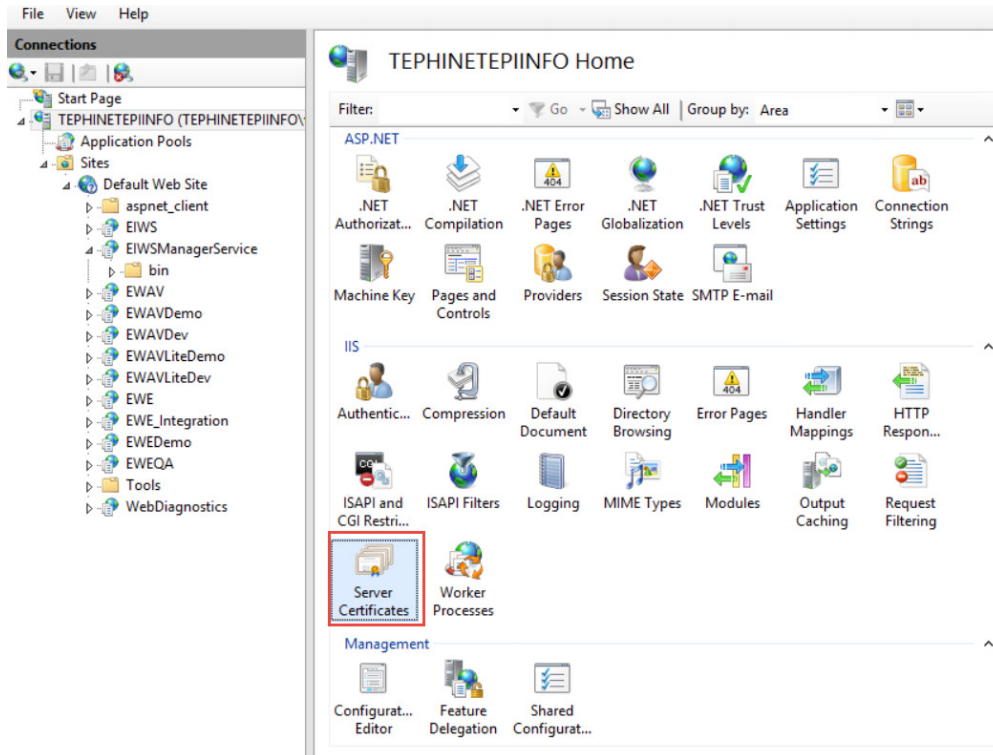 File View Help
Connections
Start Page
TEPHINETEPIINFO (TEPHINETEPIINFO\
Application Pools
Sites
Default Web Site
aspnet_client
EIWS
EIWSManagerService
bin
EWAV
EWAVDemo
EWAVDev
EWAVLiteDemo
EWAVLiteDev
EWE
EWE_Integration
EWEDemo
EWEQA
Tools
WebDiagnostics
TEPHINETEPIINFO Home
Filter: Go Show All Group by: Area
ASP.NET
404
ab
.NET .NET .NET Error .NET .NET Trust Application Connection
Authorizat... Compilation Pages Globalization Levels Settings Strings
Machine Key Pages and Providers Session State SMTP E-mail
Controls
IIS
404
Authentic... Compression Default Directory Error Pages Handler HTTP
Document Browsing Mappings Respon...
CGI
ISAPI and ISAPI Filters Logging MIME Types Modules Output Request
CGI Restri... Caching Filtering
Server Worker
Certificates Processes
Management
Configurat... Feature Shared
Editor Delegation Configurat...